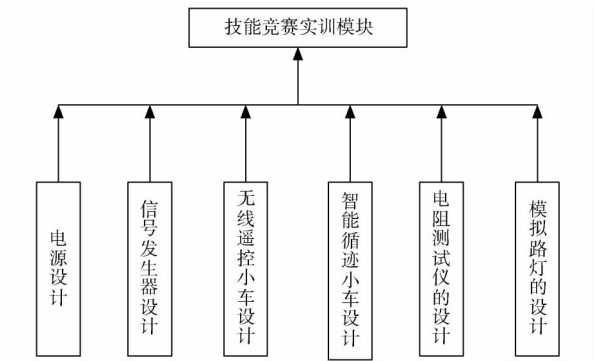 技能竞赛实训模块
电源设计
信号发生器设计
无线遥控小车设计
智能循迹小车设计
电阻测试仪的设计
模拟路灯的设计